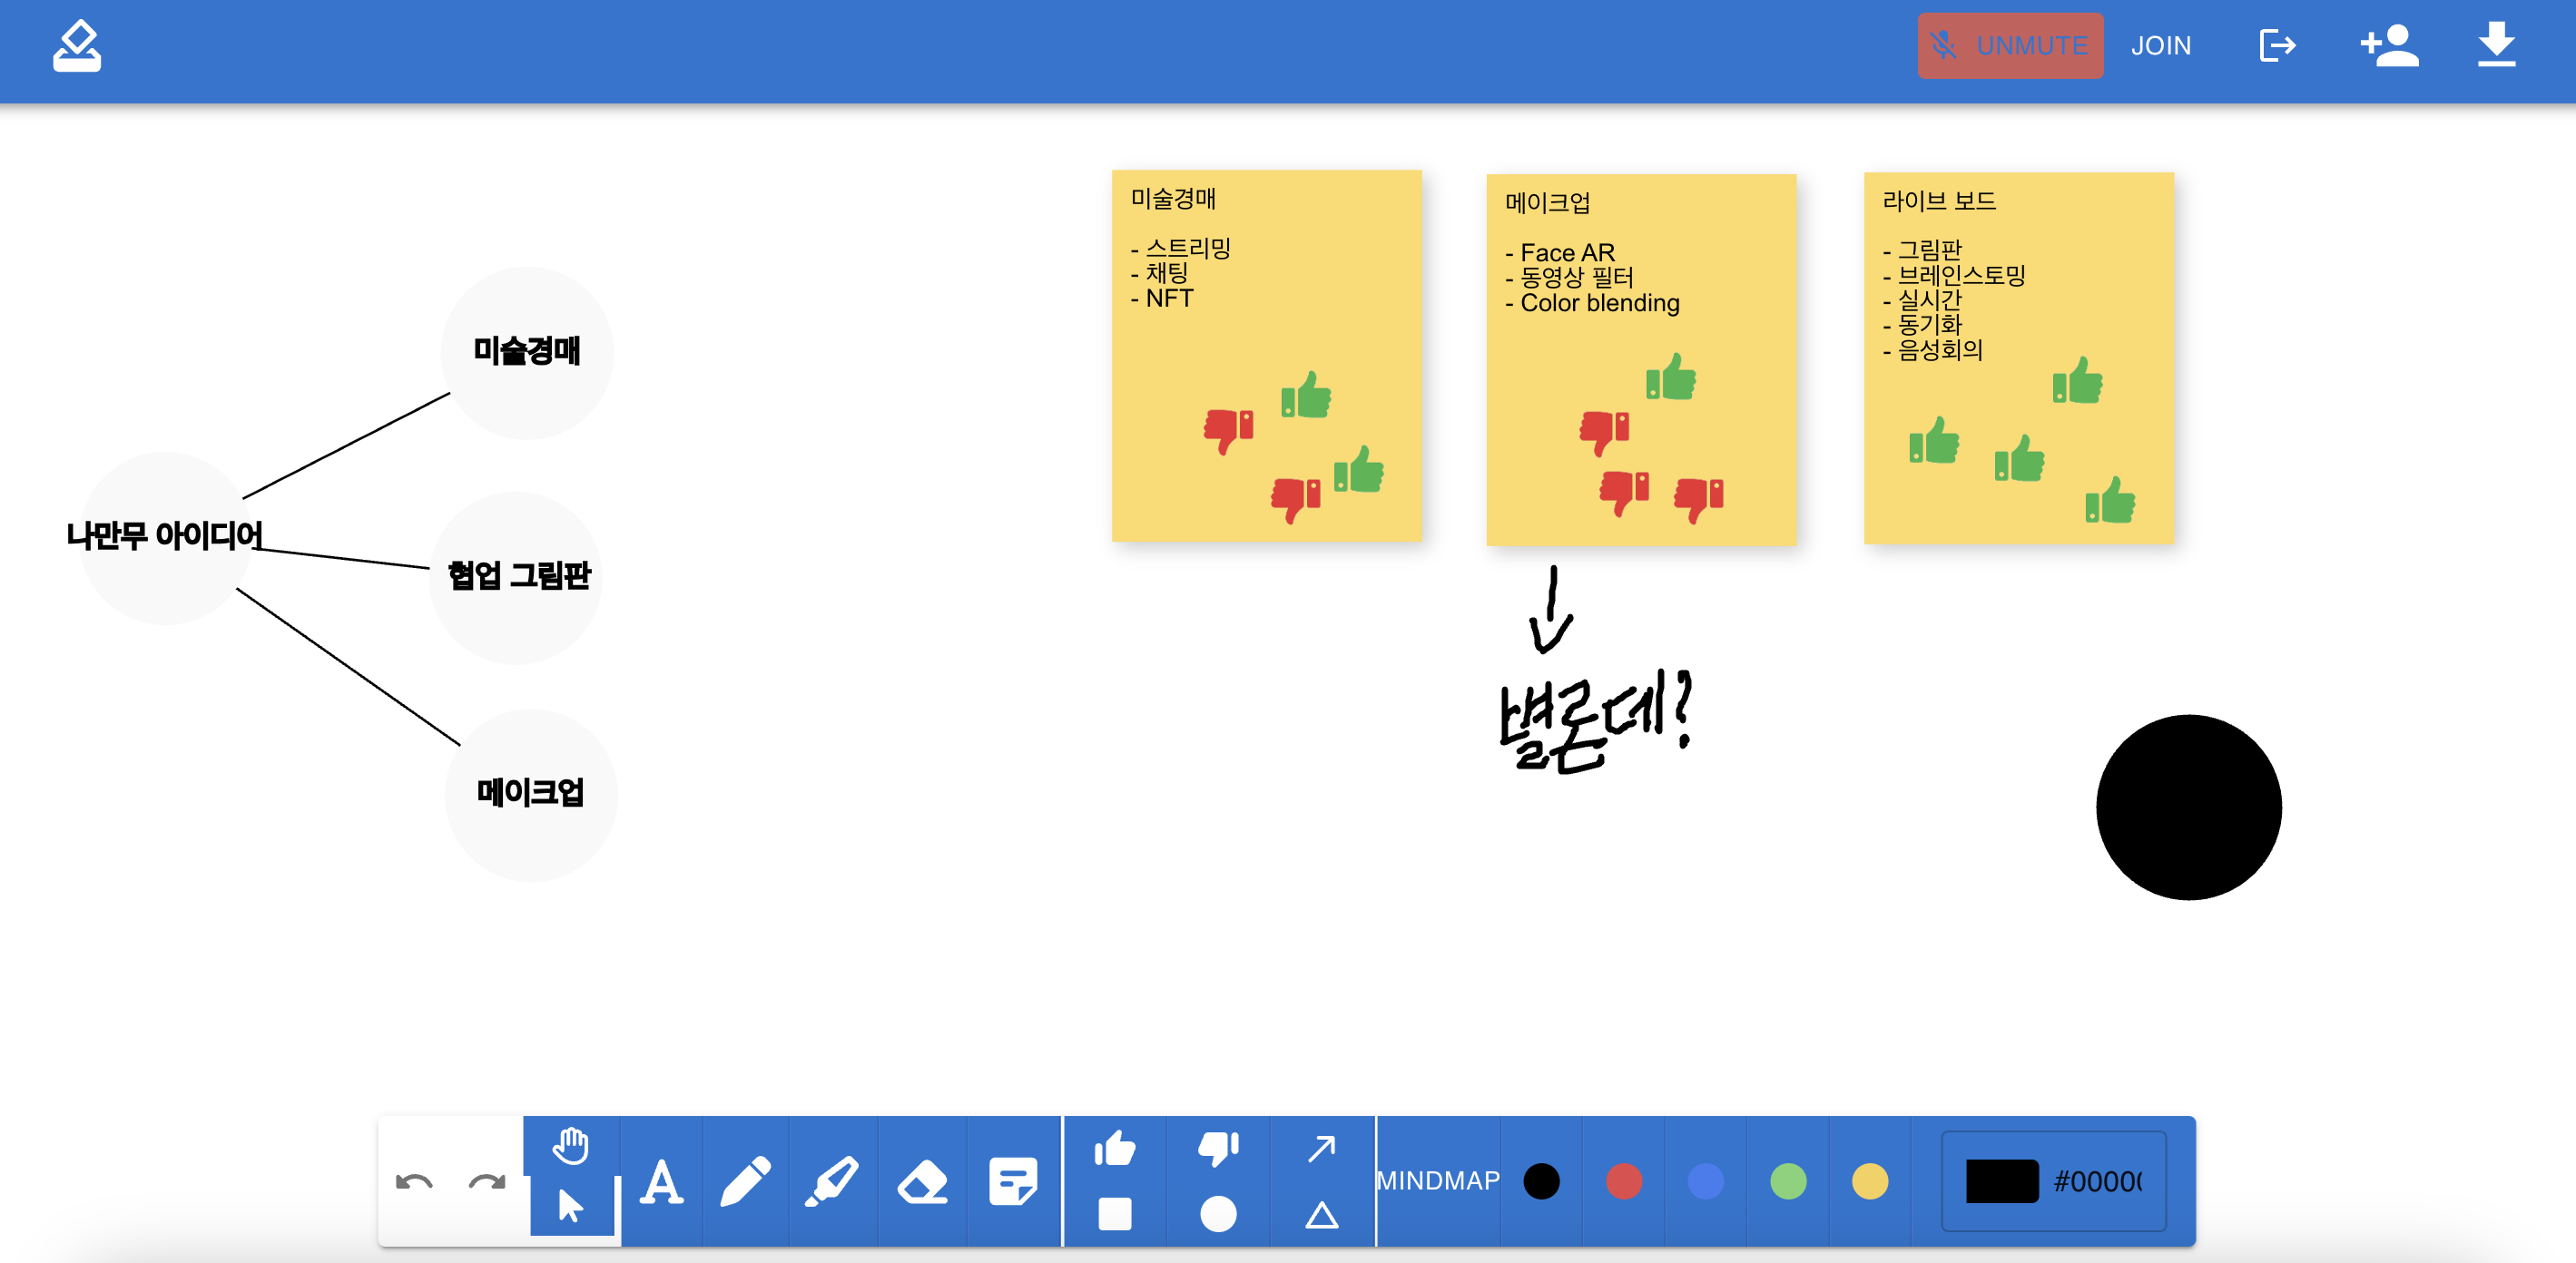 UNMUTE
JOIN
미술경매
- 스트리밍
- 채팅
- NFT
메이크업
- Face AR
- 동영상 필터
- Color blending
라이브 보드
- 그림판
- 브레인스토밍
- 실시간
- 동기화
- 음성회의
미술경매
나만무 아이디어
협업 그림판
메이크업
별론데?
MINDMAP
#0000